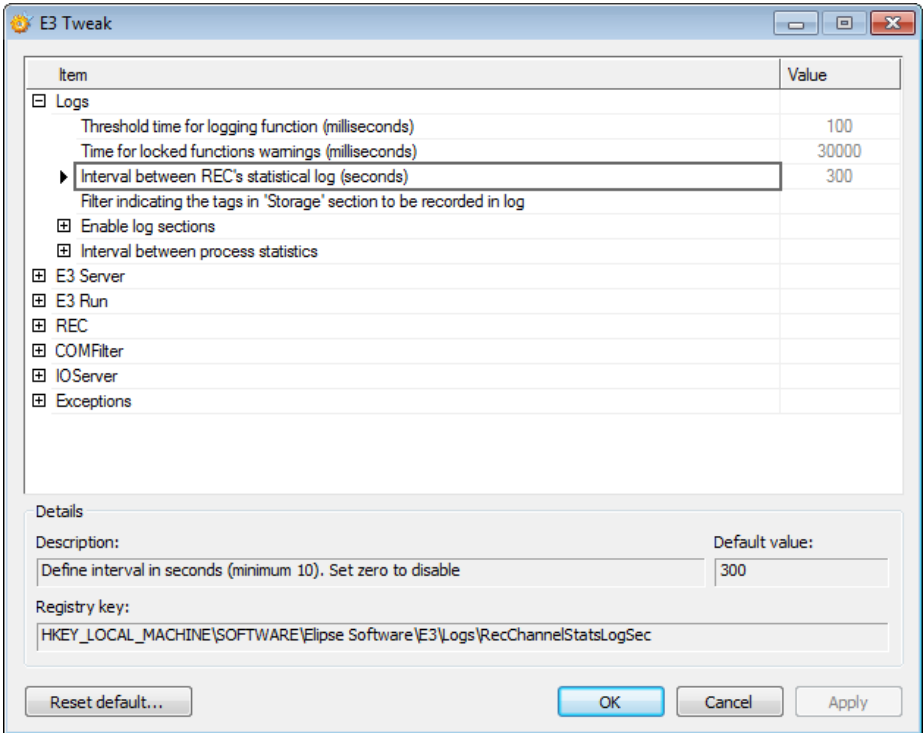 E3 Tweak
Item Value
Logs
Threshold time for logging function (milliseconds) 100
Time for locked functions warnings (milliseconds) 30000
Interval between REC's statistical log (seconds) 300
Filter indicating the tags in 'Storage' section to be recorded in log
Enable log sections
Interval between process statistics
E3 Server
E3 Run
REC
COMFilter
IOServer
Exceptions
Details
Description: Default value:
Define interval in seconds (minimum 10). Set zero to disable 300
Registry key:
HKEY_LOCAL_MACHINE\SOFTWARE\Elipse Software\E3\Logs\RecChannelStatsLogSec
Reset default... OK Cancel Apply